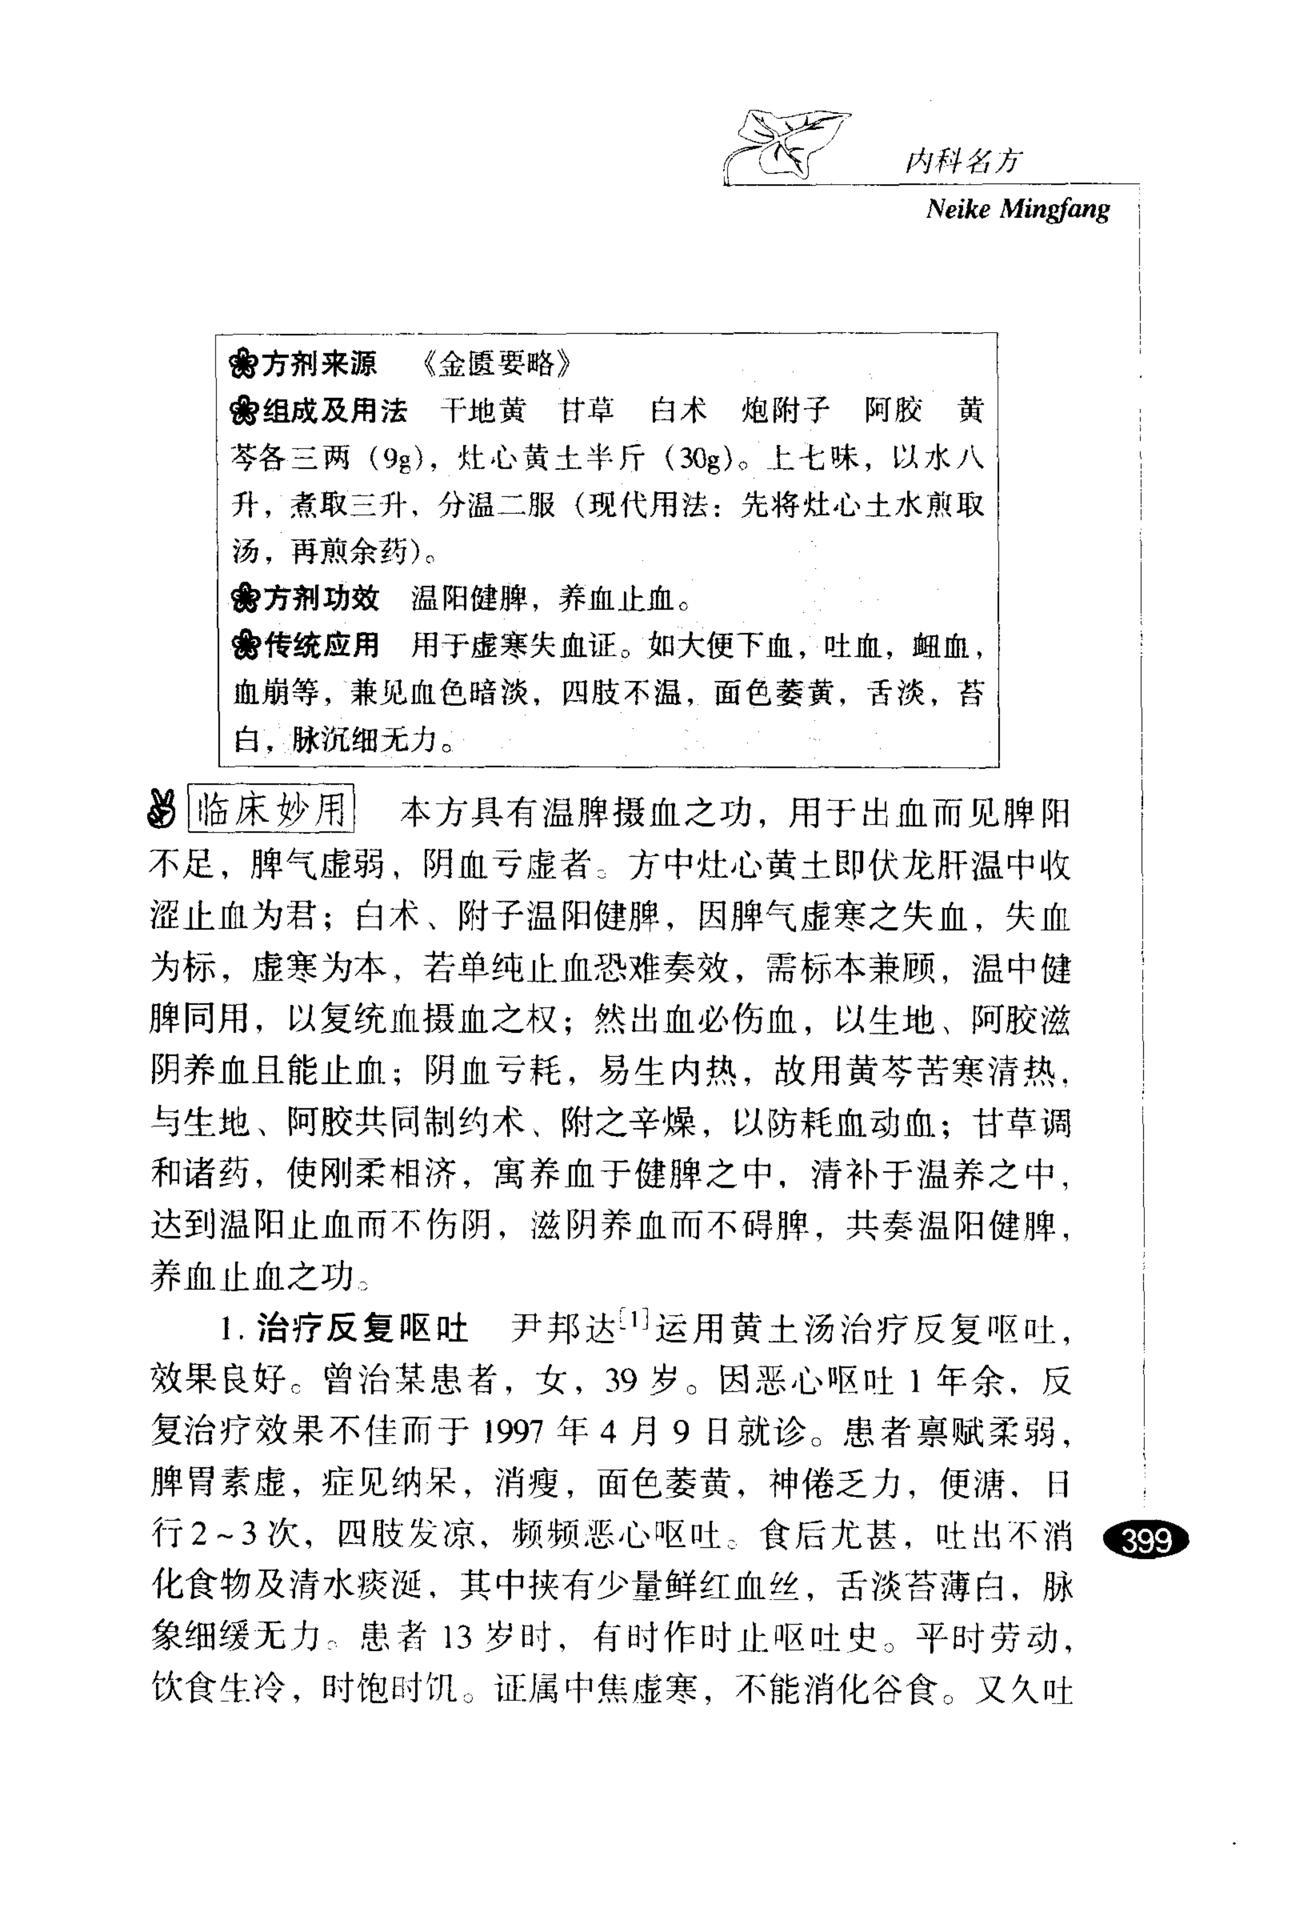 内科名方
Neike Mingfang
方剂来源 《金匮要略》
组成及用法 干地黄 甘草 白术 炮附子 阿胶 黄
芩各三两（9g），灶心黄土半斤（30g）。上七味，以水八
升，煮取三升，分温二服（现代用法：先将灶心土水煎取
汤，再煎余药）。
方剂功效 温阳健脾，养血止血。
传统应用 用于虚寒失血证。如大便下血，吐血，衄血，
血崩等，兼见血色暗淡，四肢不温，面色萎黄，舌淡，苔
白，脉沉细无力。
临床妙用 本方具有温脾摄血之功，用于出血而见脾阳
不足，脾气虚弱，阴血亏虚者。方中灶心黄土即伏龙肝温中收
涩止血为君；白术、附子温阳健脾，因脾气虚寒之失血，失血
为标，虚寒为本，若单纯止血恐难奏效，需标本兼顾，温中健
脾同用，以复统血摄血之权；然出血必伤血，以生地、阿胶滋
阴养血且能止血；阴血亏耗，易生内热，故用黄芩苦寒清热，
与生地、阿胶共同制约术、附之辛燥，以防耗血动血；甘草调
和诸药，使刚柔相济，寓养血于健脾之中，清补于温养之中，
达到温阳止血而不伤阴，滋阴养血而不碍脾，共奏温阳健脾，
养血止血之功。
1. 治疗反复呕吐 尹邦达[1]运用黄土汤治疗反复呕吐，
效果良好。曾治某患者，女，39 岁。因恶心呕吐 1 年余，反
复治疗效果不佳而于 1997 年 4 月 9 日就诊。患者禀赋柔弱，
脾胃素虚，症见纳呆，消瘦，面色萎黄，神倦乏力，便溏，日
行2～3次，四肢发凉，频频恶心呕吐。食后尤甚，吐出不消
化食物及清水痰涎，其中挟有少量鲜红血丝，舌淡苔薄白，脉
象细缓无力。患者 13 岁时，有时作时止呕吐史。平时劳动，
饮食生冷，时饱时饥。证属中焦虚寒，不能消化谷食。又久吐
399